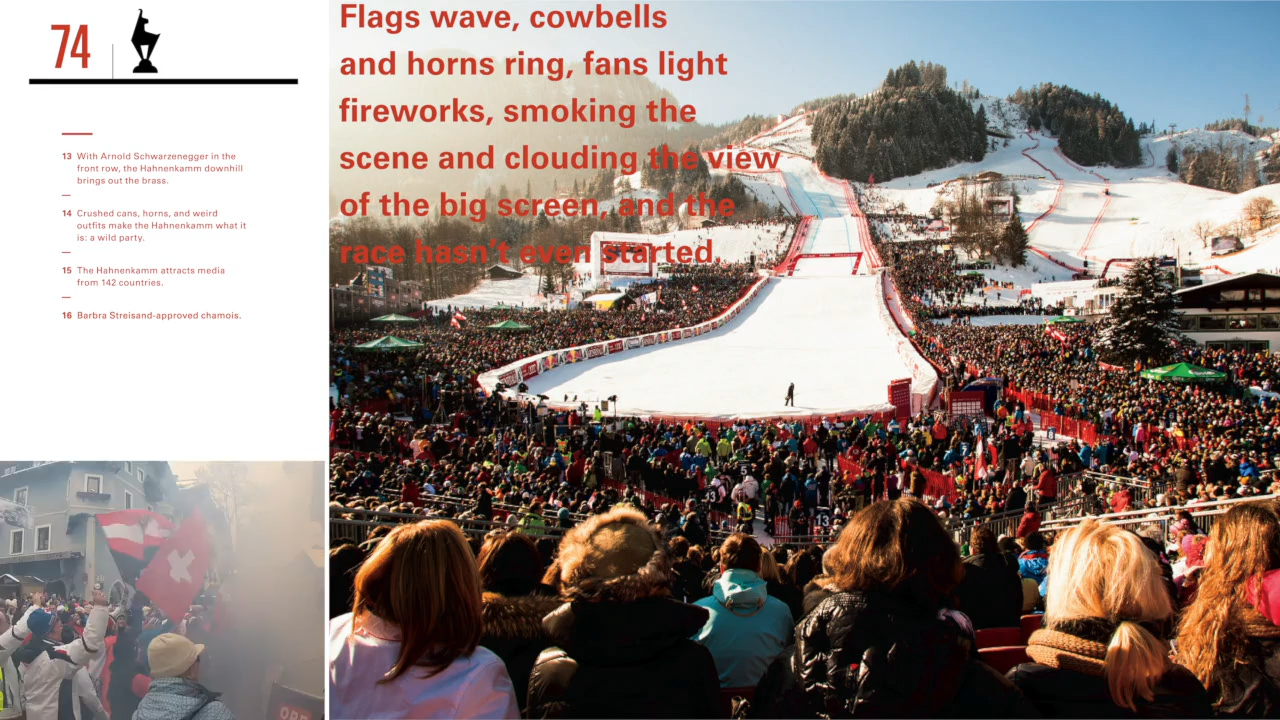 74
13 With Arnold Schwarzenegger in the
front row, the Hahnenkamm downhill
brings out the brass.
14 Crushed cans, horns, and weird
outfits make the Hahnenkamm what it
is: a wild party.
15 The Hahnenkamm attracts media
from 142 countries.
16 Barbra Streisand-approved chamois.
Flags wave, cowbells
and horns ring, fans light
fireworks, smoking the
scene and clouding the view
of the big screen, and the
race hasn't even started.